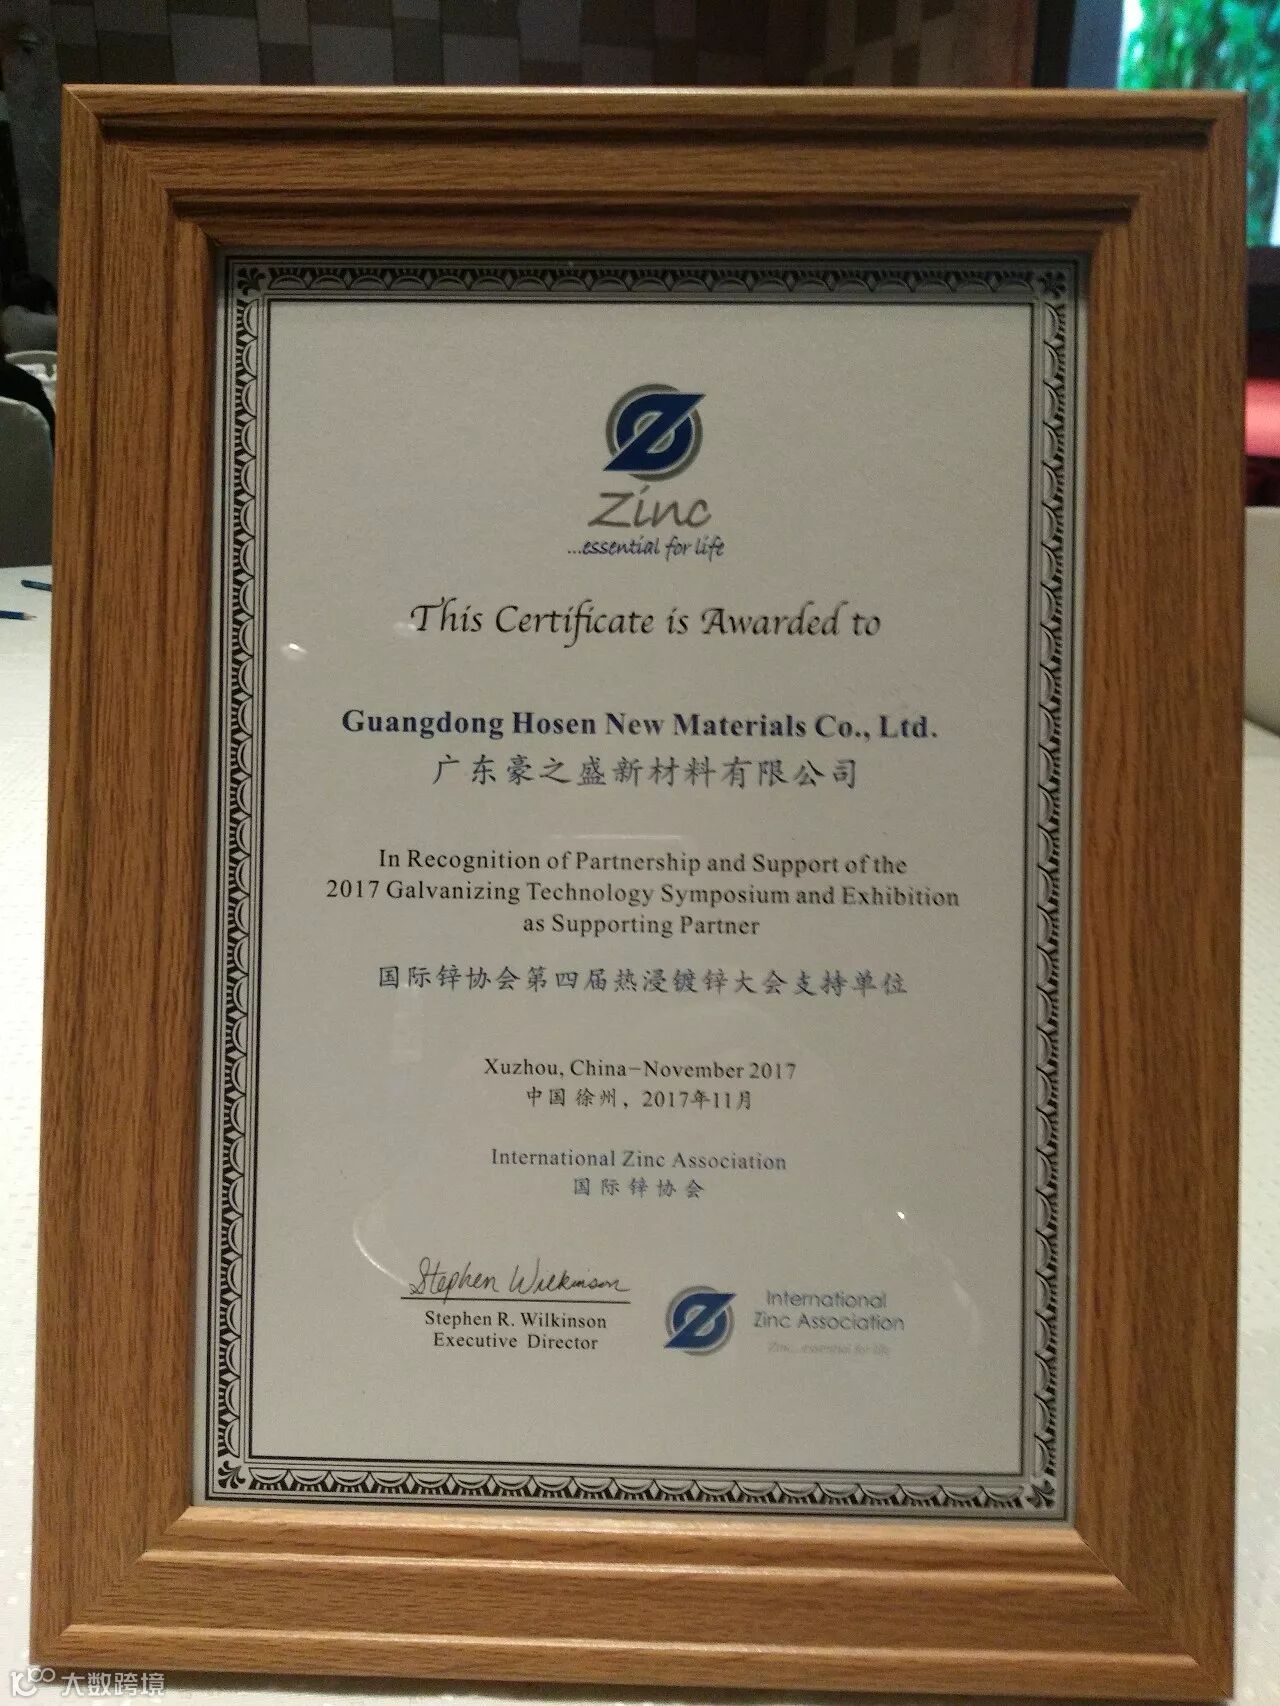 Zinc
...essential for life
This Certificate is Awarded to
Guangdong Hosen New Materials Co., Ltd.
广东豪之盛新材料有限公司
In Recognition of Partnership and Support of the
2017 Galvanizing Technology Symposium and Exhibition
as Supporting Partner
国际锌协会第四届热浸镀锌大会支持单位
Xuzhou, China-November 2017
中国 徐州，2017年11月
International Zinc Association
国际锌协会
Stephen Wilkinson
Stephen R. Wilkinson
Executive Director
International
Zinc Association
Zinc...essential for life
大数跨境